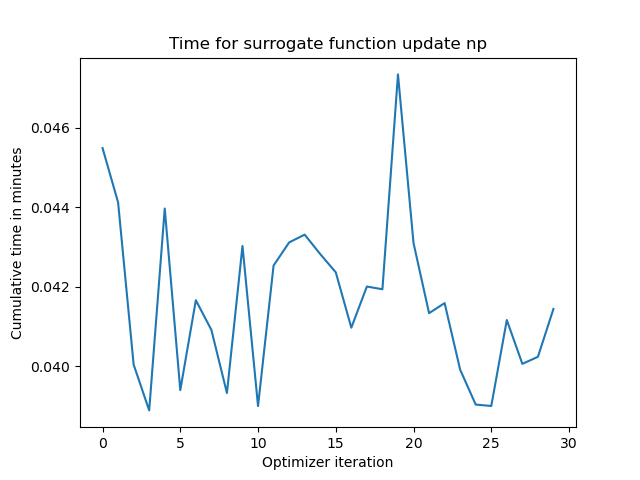 Time for surrogate function update np
Cumulative time in minutes
0.046
0.044
0.042
0.040
0 5 10 15 20 25 30
Optimizer iteration